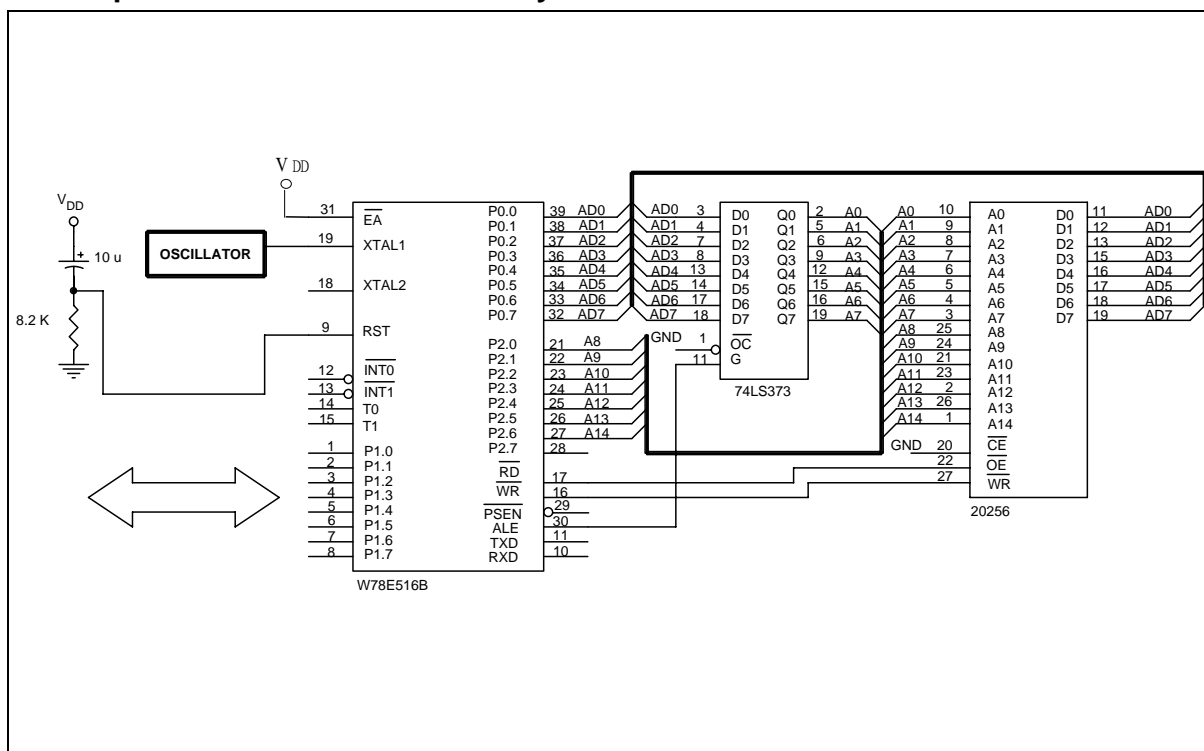 V DD
VDD
10 u
8.2 K
OSCILLATOR
31 EA P0.0 39 AD0
19 XTAL1 P0.1 38 AD1
P0.2 37 AD2
P0.3 36 AD3
18 XTAL2 P0.4 35 AD4
P0.5 34 AD5
P0.6 33 AD6
P0.7 32 AD7
9 RST
P2.0 21 A8
P2.1 22 A9
12 INT0 P2.2 23 A10
13 INT1 P2.3 24 A11
14 T0 P2.4 25 A12
15 T1 P2.5 26 A13
P2.6 27 A14
1 P1.0 P2.7 28
2 P1.1
3 P1.2 RD 17
4 P1.3 WR 16
5 P1.4 PSEN 29
6 P1.5 ALE 30
7 P1.6 TXD 11
8 P1.7 RXD 10
W78E516B
AD0 3 D0 Q0 2 A0
AD1 4 D1 Q1 5 A1
AD2 7 D2 Q2 6 A2
AD3 8 D3 Q3 9 A3
AD4 13 D4 Q4 12 A4
AD5 14 D5 Q5 15 A5
AD6 17 D6 Q6 16 A6
AD7 18 D7 Q7 19 A7
GND 1 OC
11 G
74LS373
A0 10 A0 D0 11 AD0
A1 9 A1 D1 12 AD1
A2 8 A2 D2 13 AD2
A3 7 A3 D3 15 AD3
A4 6 A4 D4 16 AD4
A5 5 A5 D5 17 AD5
A6 4 A6 D6 18 AD6
A7 3 A7 D7 19 AD7
A8 25 A8
A9 24 A9
A10 21 A10
A11 23 A11
A12 2 A12
A13 26 A13
A14 1 A14
GND 20 CE
22 OE
27 WR
20256